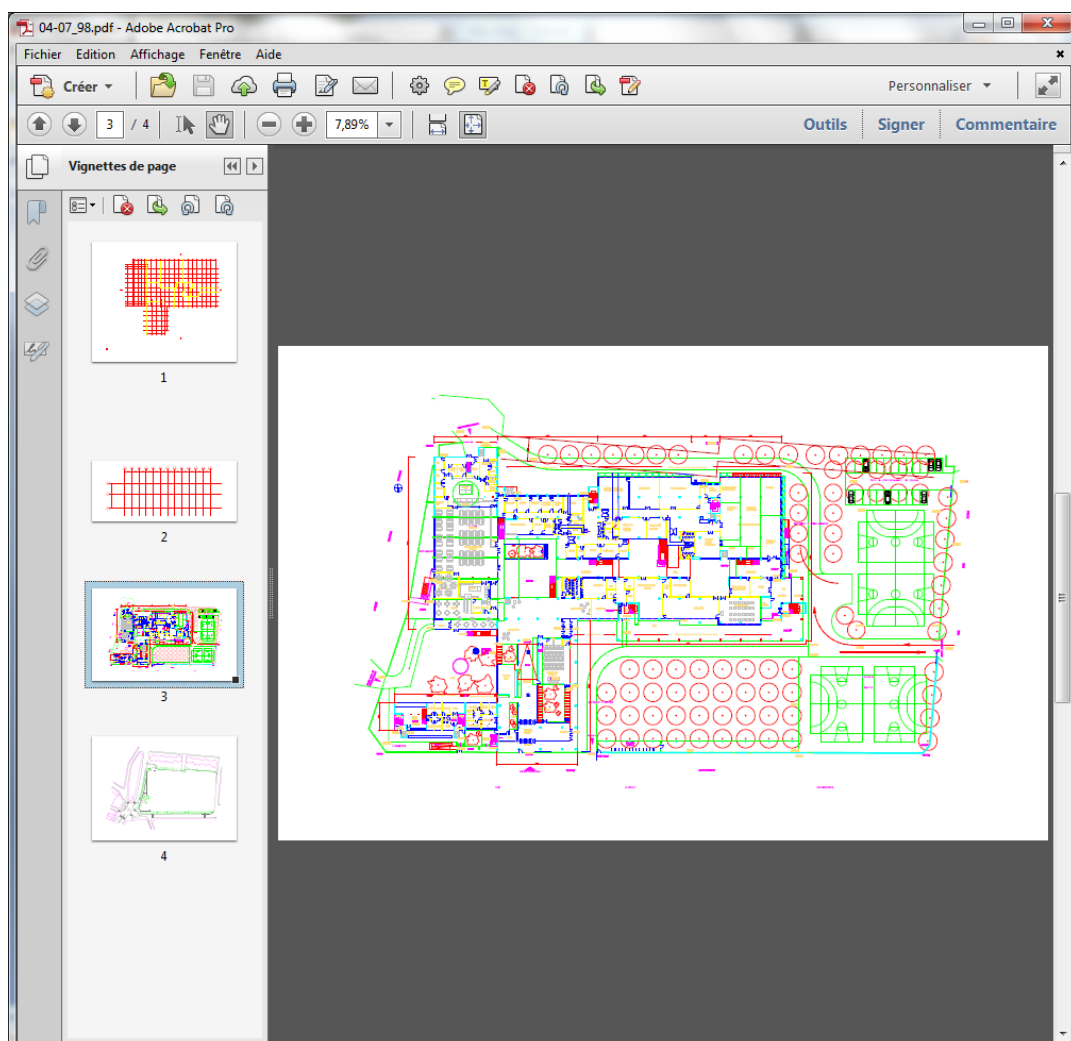 04-07_98.pdf - Adobe Acrobat Pro
Fichier Edition Affichage Fenêtre Aide
Créer Personnaliser
3 / 4 7,89% Outils Signer Commentaire
Vignettes de page
1
2
3
4